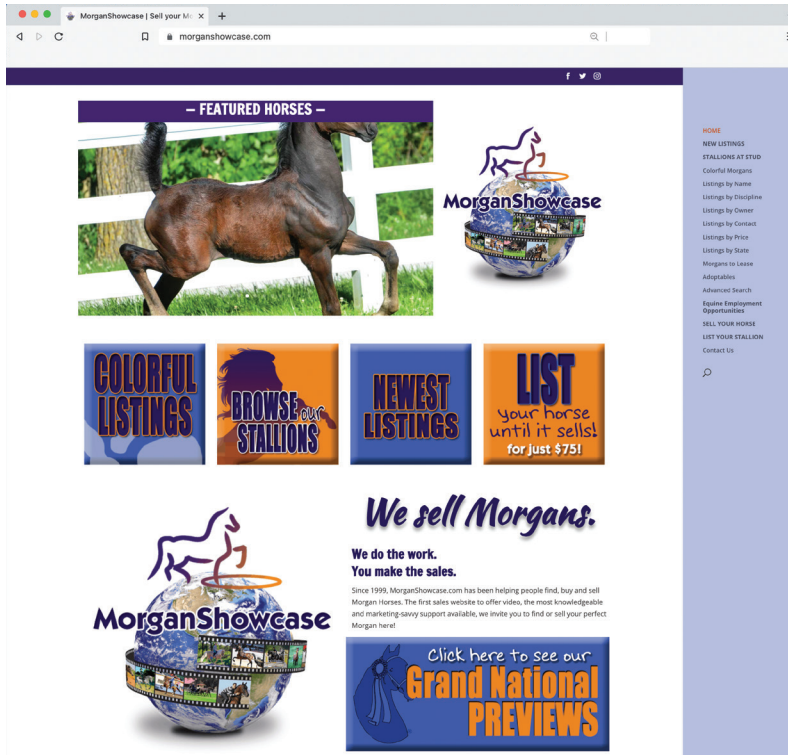 MorganShowcase | Sell your Mo
morganshowcase.com
– FEATURED HORSES –
MorganShowcase
HOME
NEW LISTINGS
STALLIONS AT STUD
Colorful Morgans
Listings by Name
Listings by Discipline
Listings by Owner
Listings by Contact
Listings by Price
Listings by State
Morgans to Lease
Adoptables
Advanced Search
Equine Employment
Opportunities
SELL YOUR HORSE
LIST YOUR STALLION
Contact Us
COLORFUL
LISTINGS
BROWSE our
STALLIONS
NEWEST
LISTINGS
LIST
your horse
until it sells!
for just $75!
MorganShowcase
We sell Morgans.
We do the work.
You make the sales.
Since 1999, MorganShowcase.com has been helping people find, buy and sell
Morgan Horses. The first sales website to offer video, the most knowledgeable
and marketing-savvy support available, we invite you to find or sell your perfect
Morgan here!
Click here to see our
Grand National
PREVIEWS